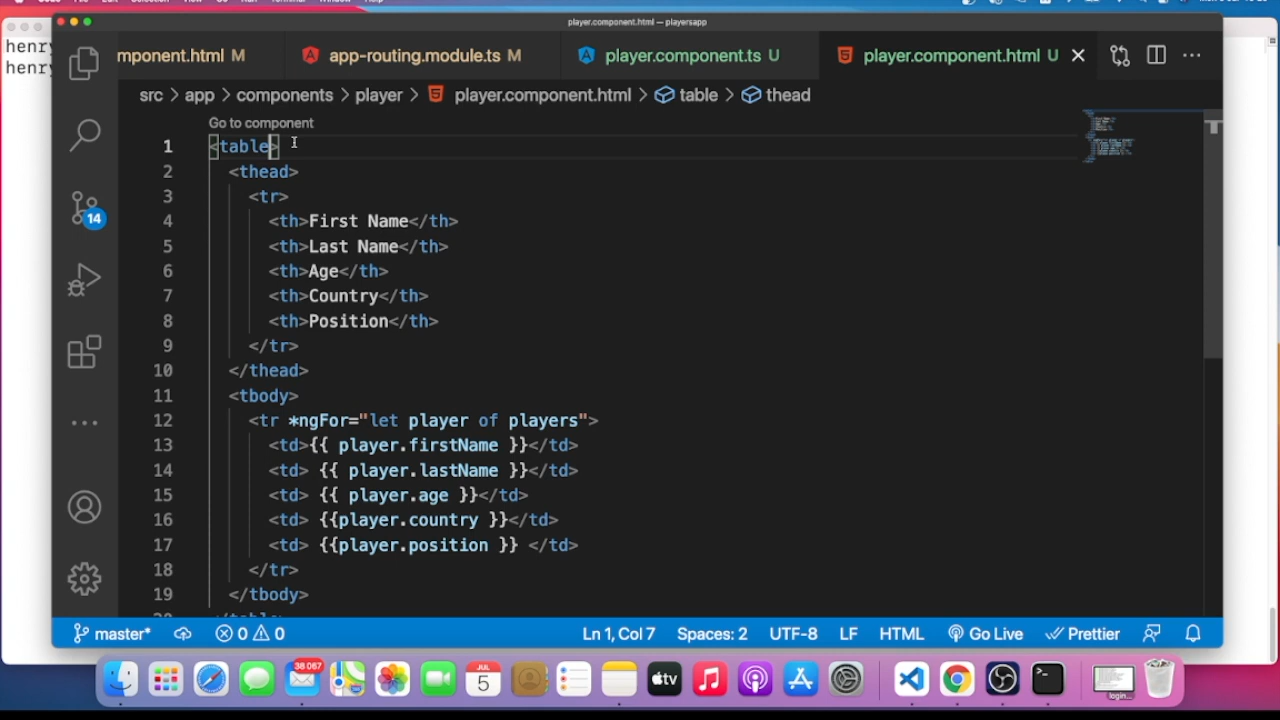 player.component.html — playersapp
henry
henry
mponent.html M
app-routing.module.ts M
player.component.ts U
player.component.html U
src > app > components > player > player.component.html > table > thead
Go to component
1 <table>
2 <thead>
3 <tr>
4 <th>First Name</th>
5 <th>Last Name</th>
6 <th>Age</th>
7 <th>Country</th>
8 <th>Position</th>
9 </tr>
10 </thead>
11 <tbody>
12 <tr *ngFor="let player of players">
13 <td>{{ player.firstName }}</td>
14 <td> {{ player.lastName }}</td>
15 <td> {{ player.age }}</td>
16 <td> {{player.country }}</td>
17 <td> {{player.position }} </td>
18 </tr>
19 </tbody>
14
master*
0 0
Ln 1, Col 7
Spaces: 2
UTF-8
LF
HTML
Go Live
Prettier
38 067
JUL
5
tv
login...